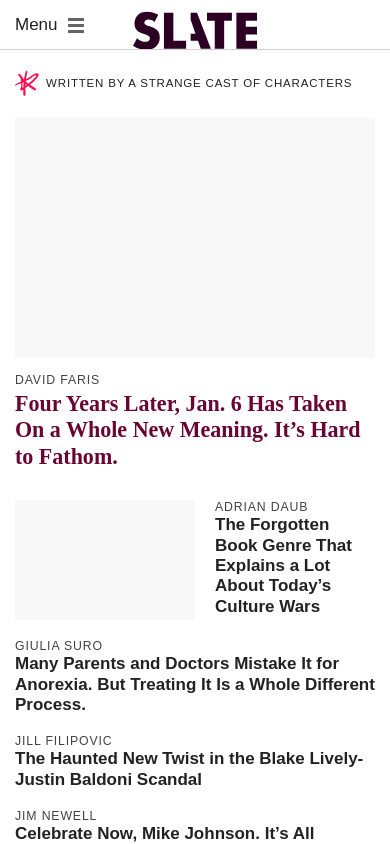 Menu
SLATE
WRITTEN BY A STRANGE CAST OF CHARACTERS
DAVID FARIS
Four Years Later, Jan. 6 Has Taken
On a Whole New Meaning. It’s Hard
to Fathom.
ADRIAN DAUB
The Forgotten
Book Genre That
Explains a Lot
About Today’s
Culture Wars
GIULIA SURO
Many Parents and Doctors Mistake It for
Anorexia. But Treating It Is a Whole Different
Process.
JILL FILIPOVIC
The Haunted New Twist in the Blake Lively-
Justin Baldoni Scandal
JIM NEWELL
Celebrate Now, Mike Johnson. It’s All